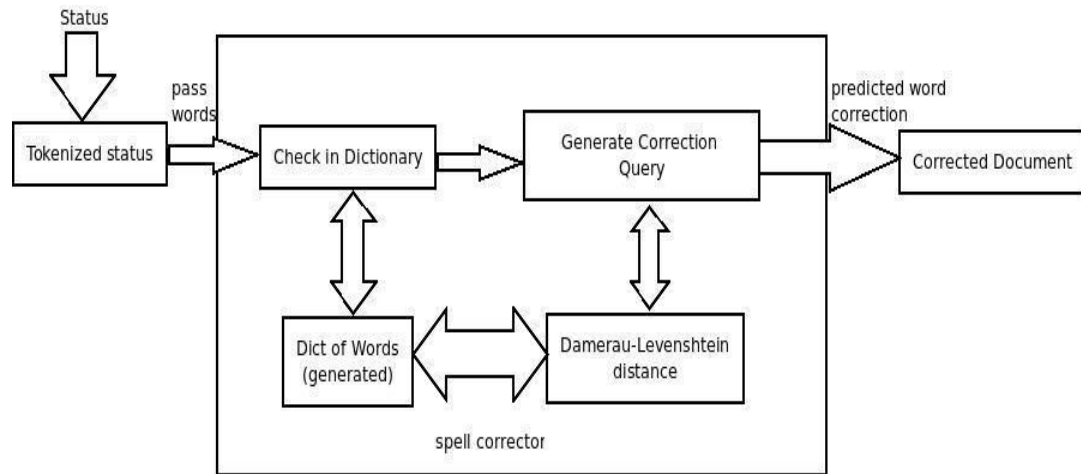 Status
pass
words
predicted word
correction
Tokenized status
Check in Dictionary
Generate Correction
Query
Corrected Document
Dict of Words
(generated)
Damerau-Levenshtein
distance
spell corrector